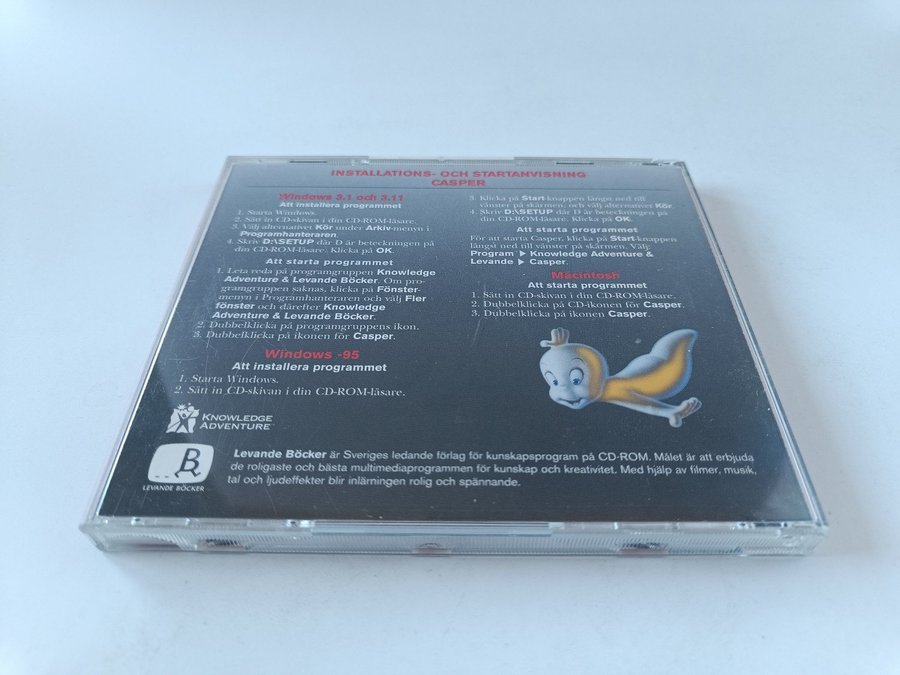 INSTALLATIONS- OCH STARTANVISNING
CASPER
Windows 3.1 och 3.11
Att installera programmet
1. Starta Windows.
2. Sätt in CD-skivan i din CD-ROM-läsare.
3. Välj alternativet Kör under Arkiv-menyn i
Programhanteraren.
4. Skriv D:\SETUP där D är beteckningen på
din CD-ROM-läsare. Klicka på OK.
Att starta programmet
1. Leta reda på programgruppen Knowledge
Adventure & Levande Böcker. Om pro-
gramgruppen saknas, klicka på Fönster-
menyn i Programhanteraren och välj Fler
fönster och därefter Knowledge
Adventure & Levande Böcker.
2. Dubbelklicka på programgruppens ikon.
3. Dubbelklicka på ikonen för Casper.
Windows -95
Att installera programmet
1. Starta Windows.
2. Sätt in CD-skivan i din CD-ROM-läsare.
3. Klicka på Start-knappen längst ned till
vänster på skärmen, och välj alternativet Kör.
4. Skriv D:\SETUP där D är beteckningen på
din CD-ROM-läsare. Klicka på OK.
Att starta programmet
För att starta Casper, klicka på Start-knappen
längst ned till vänster på skärmen. Välj
Program ▶ Knowledge Adventure &
Levande ▶ Casper.
Macintosh
Att starta programmet
1. Sätt in CD-skivan i din CD-ROM-läsare.
2. Dubbelklicka på CD-ikonen för Casper.
3. Dubbelklicka på ikonen Casper.
KNOWLEDGE
ADVENTURE™
B
LEVANDE BÖCKER
Levande Böcker är Sveriges ledande förlag för kunskapsprogram på CD-ROM. Målet är att erbjuda
de roligaste och bästa multimediaprogrammen för kunskap och kreativitet. Med hjälp av filmer, musik,
tal och ljudeffekter blir inlärningen rolig och spännande.